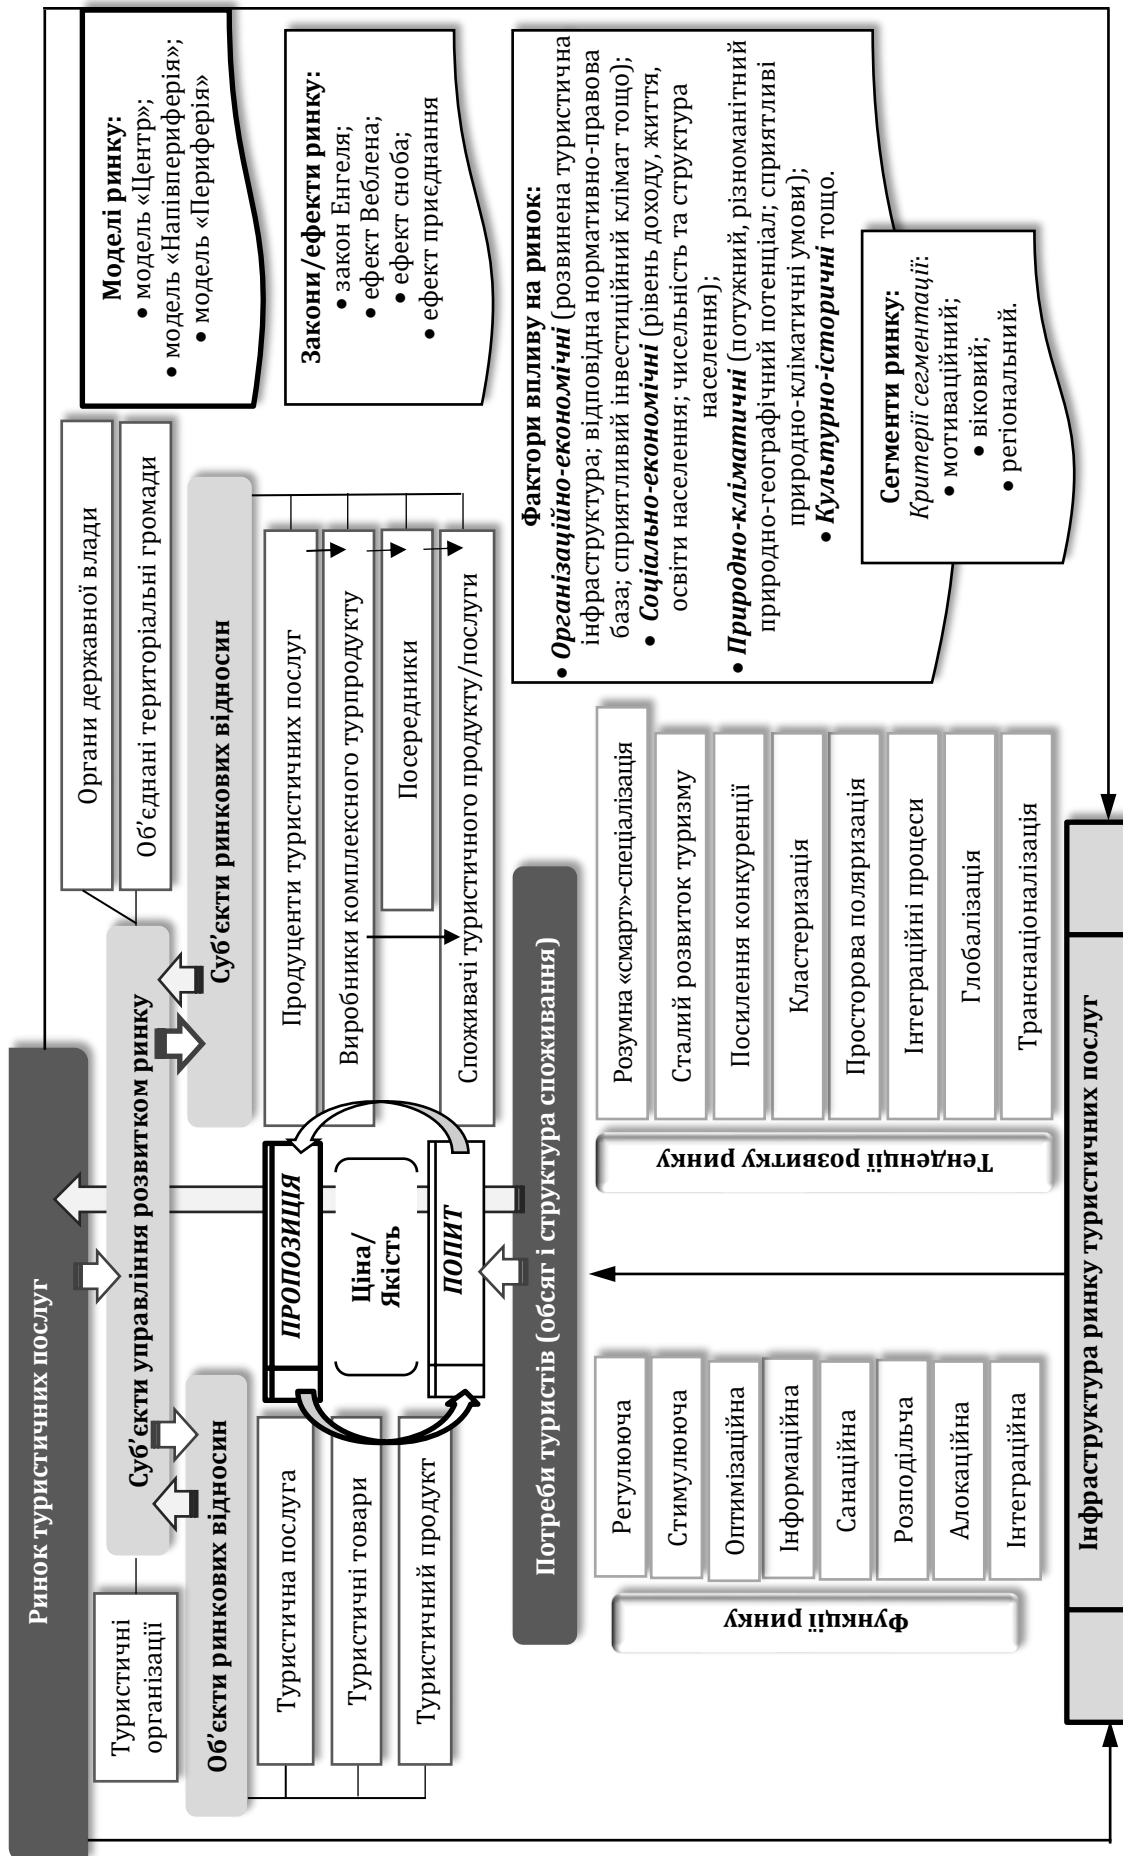 Ринок туристичних послуг
Туристичні
організації
Суб’єкти управління розвитком ринку
Органи державної влади
Об’єднані територіальні громади
Об’єкти ринкових відносин
Туристична послуга
Туристичні товари
Туристичний продукт
ПРОПОЗИЦІЯ
Ціна/
Якість
ПОПИТ
Суб’єкти ринкових відносин
Продуценти туристичних послуг
Виробники комплексного турпродукту
Посередники
Споживачі туристичного продукту/послуги
Моделі ринку:
• модель «Центр»;
• модель «Напівпериферія»;
• модель «Периферія»
Закони/ефекти ринку:
• закон Енгеля;
• ефект Веблена;
• ефект сноба;
• ефект приєднання
Потреби туристів (обсяг і структура споживання)
Функції ринку
Регулююча
Стимулююча
Оптимізаційна
Інформаційна
Санаційна
Розподільча
Алокаційна
Інтеграційна
Тенденції розвитку ринку
Розумна «смарт»-спеціалізація
Сталий розвиток туризму
Посилення конкуренції
Кластеризація
Просторова поляризація
Інтеграційні процеси
Глобалізація
Транснаціоналізація
Фактори впливу на ринок:
• Організаційно-економічні (розвинена туристична
інфраструктура; відповідна нормативно-правова
база; сприятливий інвестиційний клімат тощо);
• Соціально-економічні (рівень доходу, життя,
освіти населення; чисельність та структура
населення);
• Природно-кліматичні (потужний, різноманітний
природно-географічний потенціал; сприятливі
природно-кліматичні умови);
• Культурно-історичні тощо.
Сегменти ринку:
Критерії сегментації:
• мотиваційний;
• віковий;
• регіональний.
Інфраструктура ринку туристичних послуг